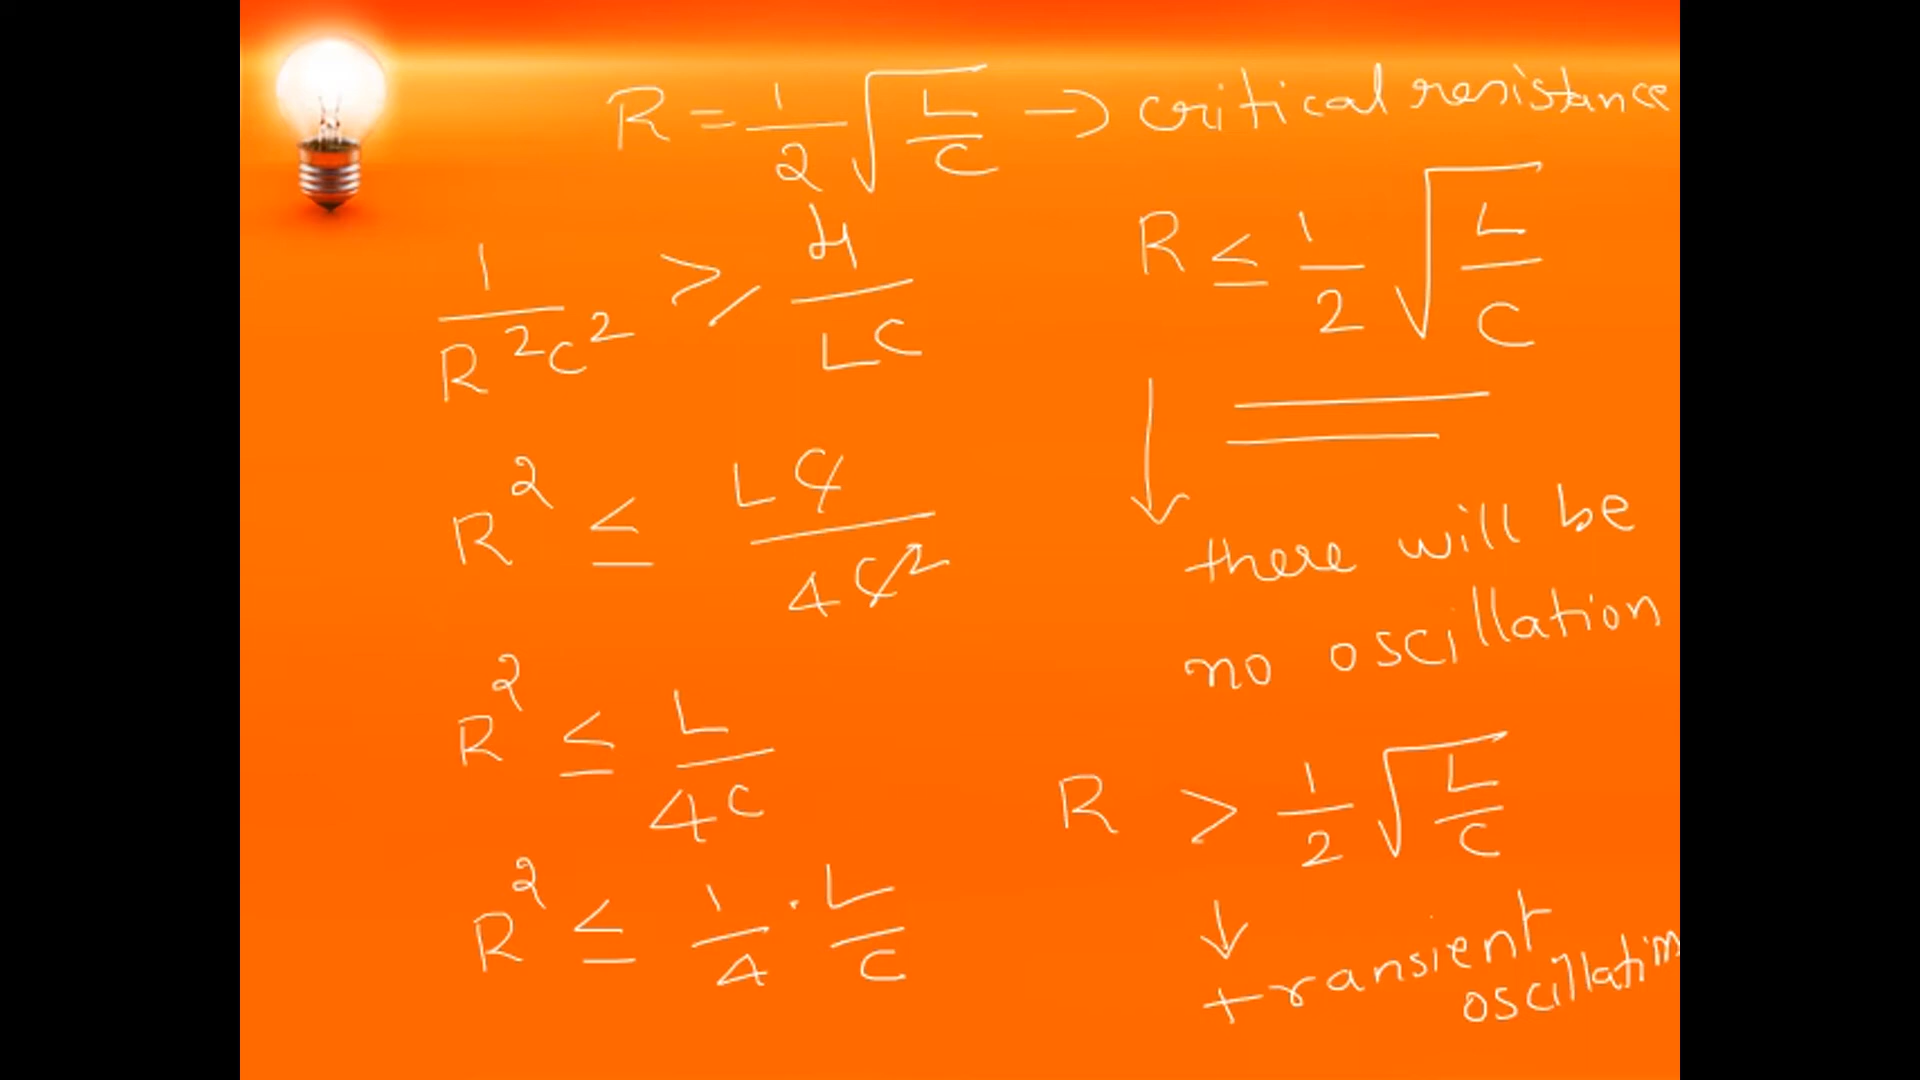 R = 1/2 √(L/C) → critical resistance
1/(R²C²) ≥ 4/(LC)
R² ≤ LC/(4C²)
R² ≤ L/(4C)
R² ≤ 1/4 · L/C
R ≤ 1/2 √(L/C)
↓
there will be
no oscillation
R > 1/2 √(L/C)
↓
transient
oscillation